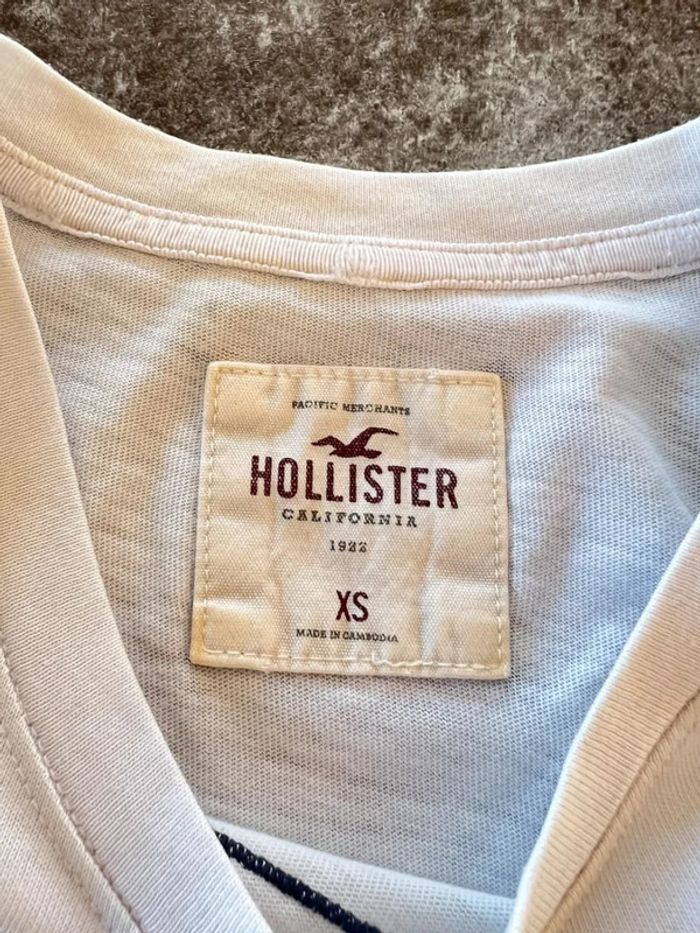 PACIFIC MERCHANTS
HOLLISTER
CALIFORNIA
1922
XS
MADE IN CAMBODIA